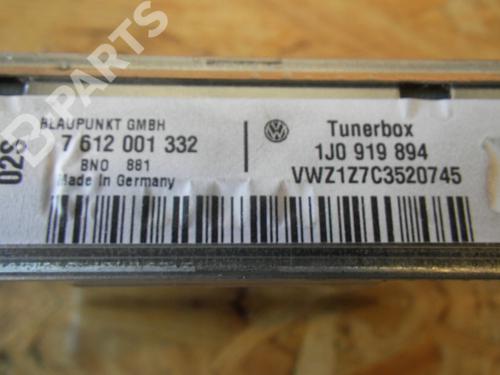 B-PARTS
BLAUPUNKT GMBH
7 612 001 332
BNO 881
Made in Germany
02S
Tunerbox
1J0 919 894
VWZ1Z7C3520745